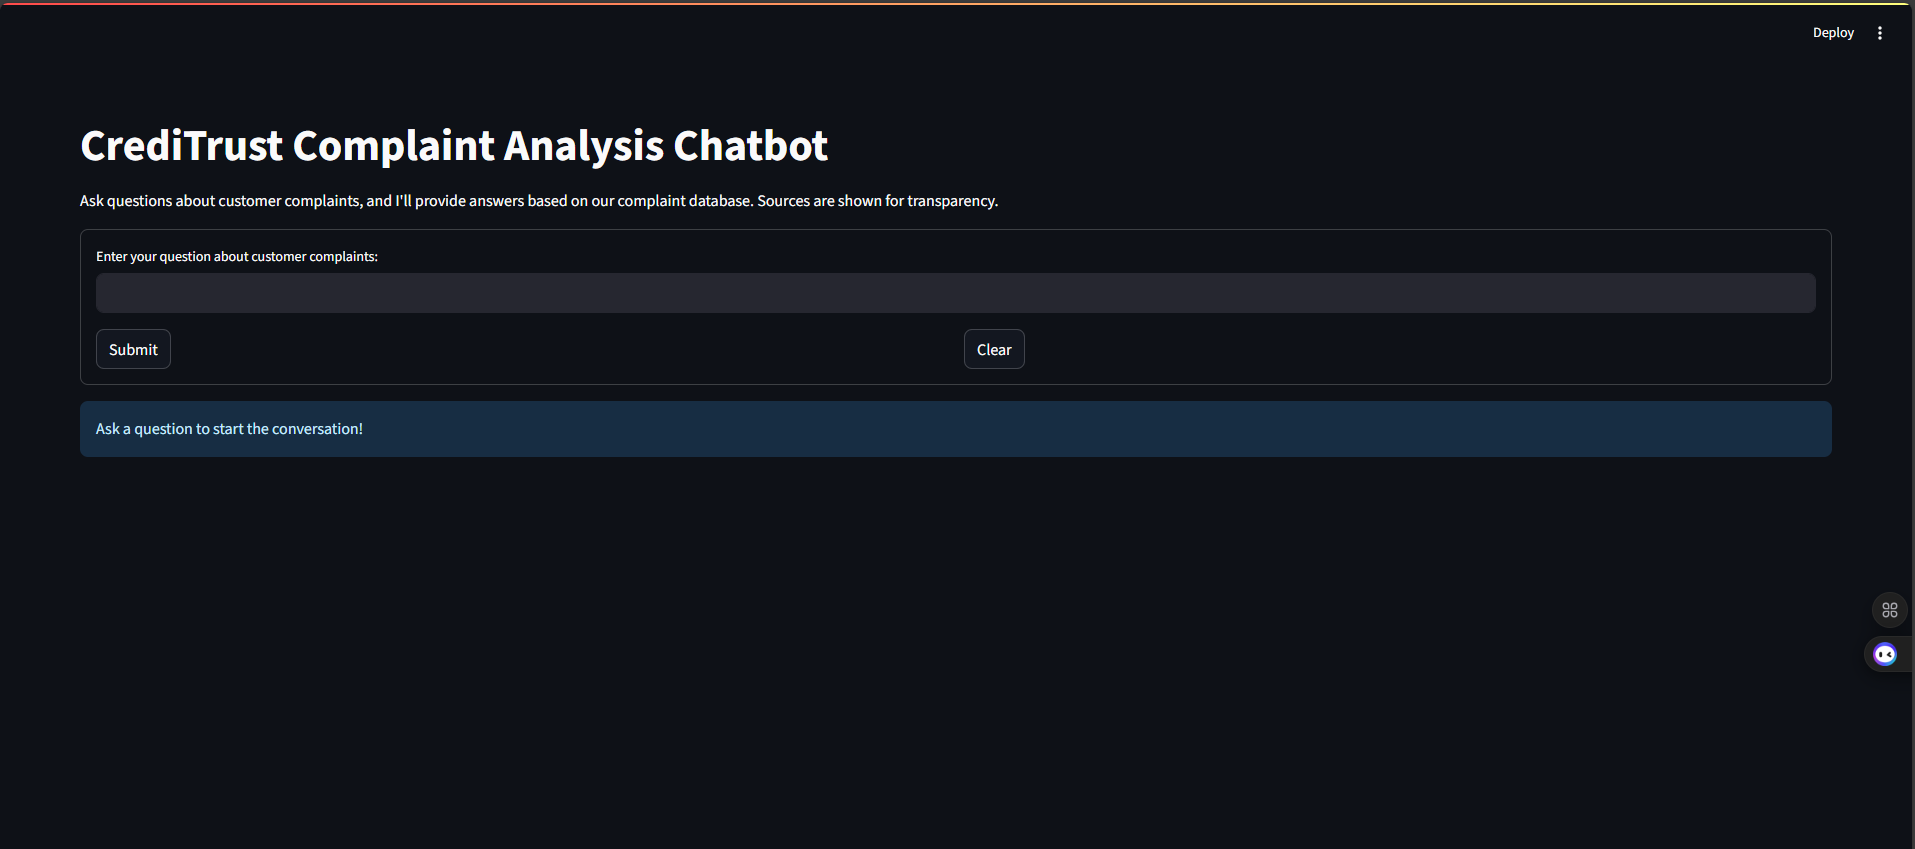 Deploy
CrediTrust Complaint Analysis Chatbot
Ask questions about customer complaints, and I'll provide answers based on our complaint database. Sources are shown for transparency.
Enter your question about customer complaints:
Submit
Clear
Ask a question to start the conversation!